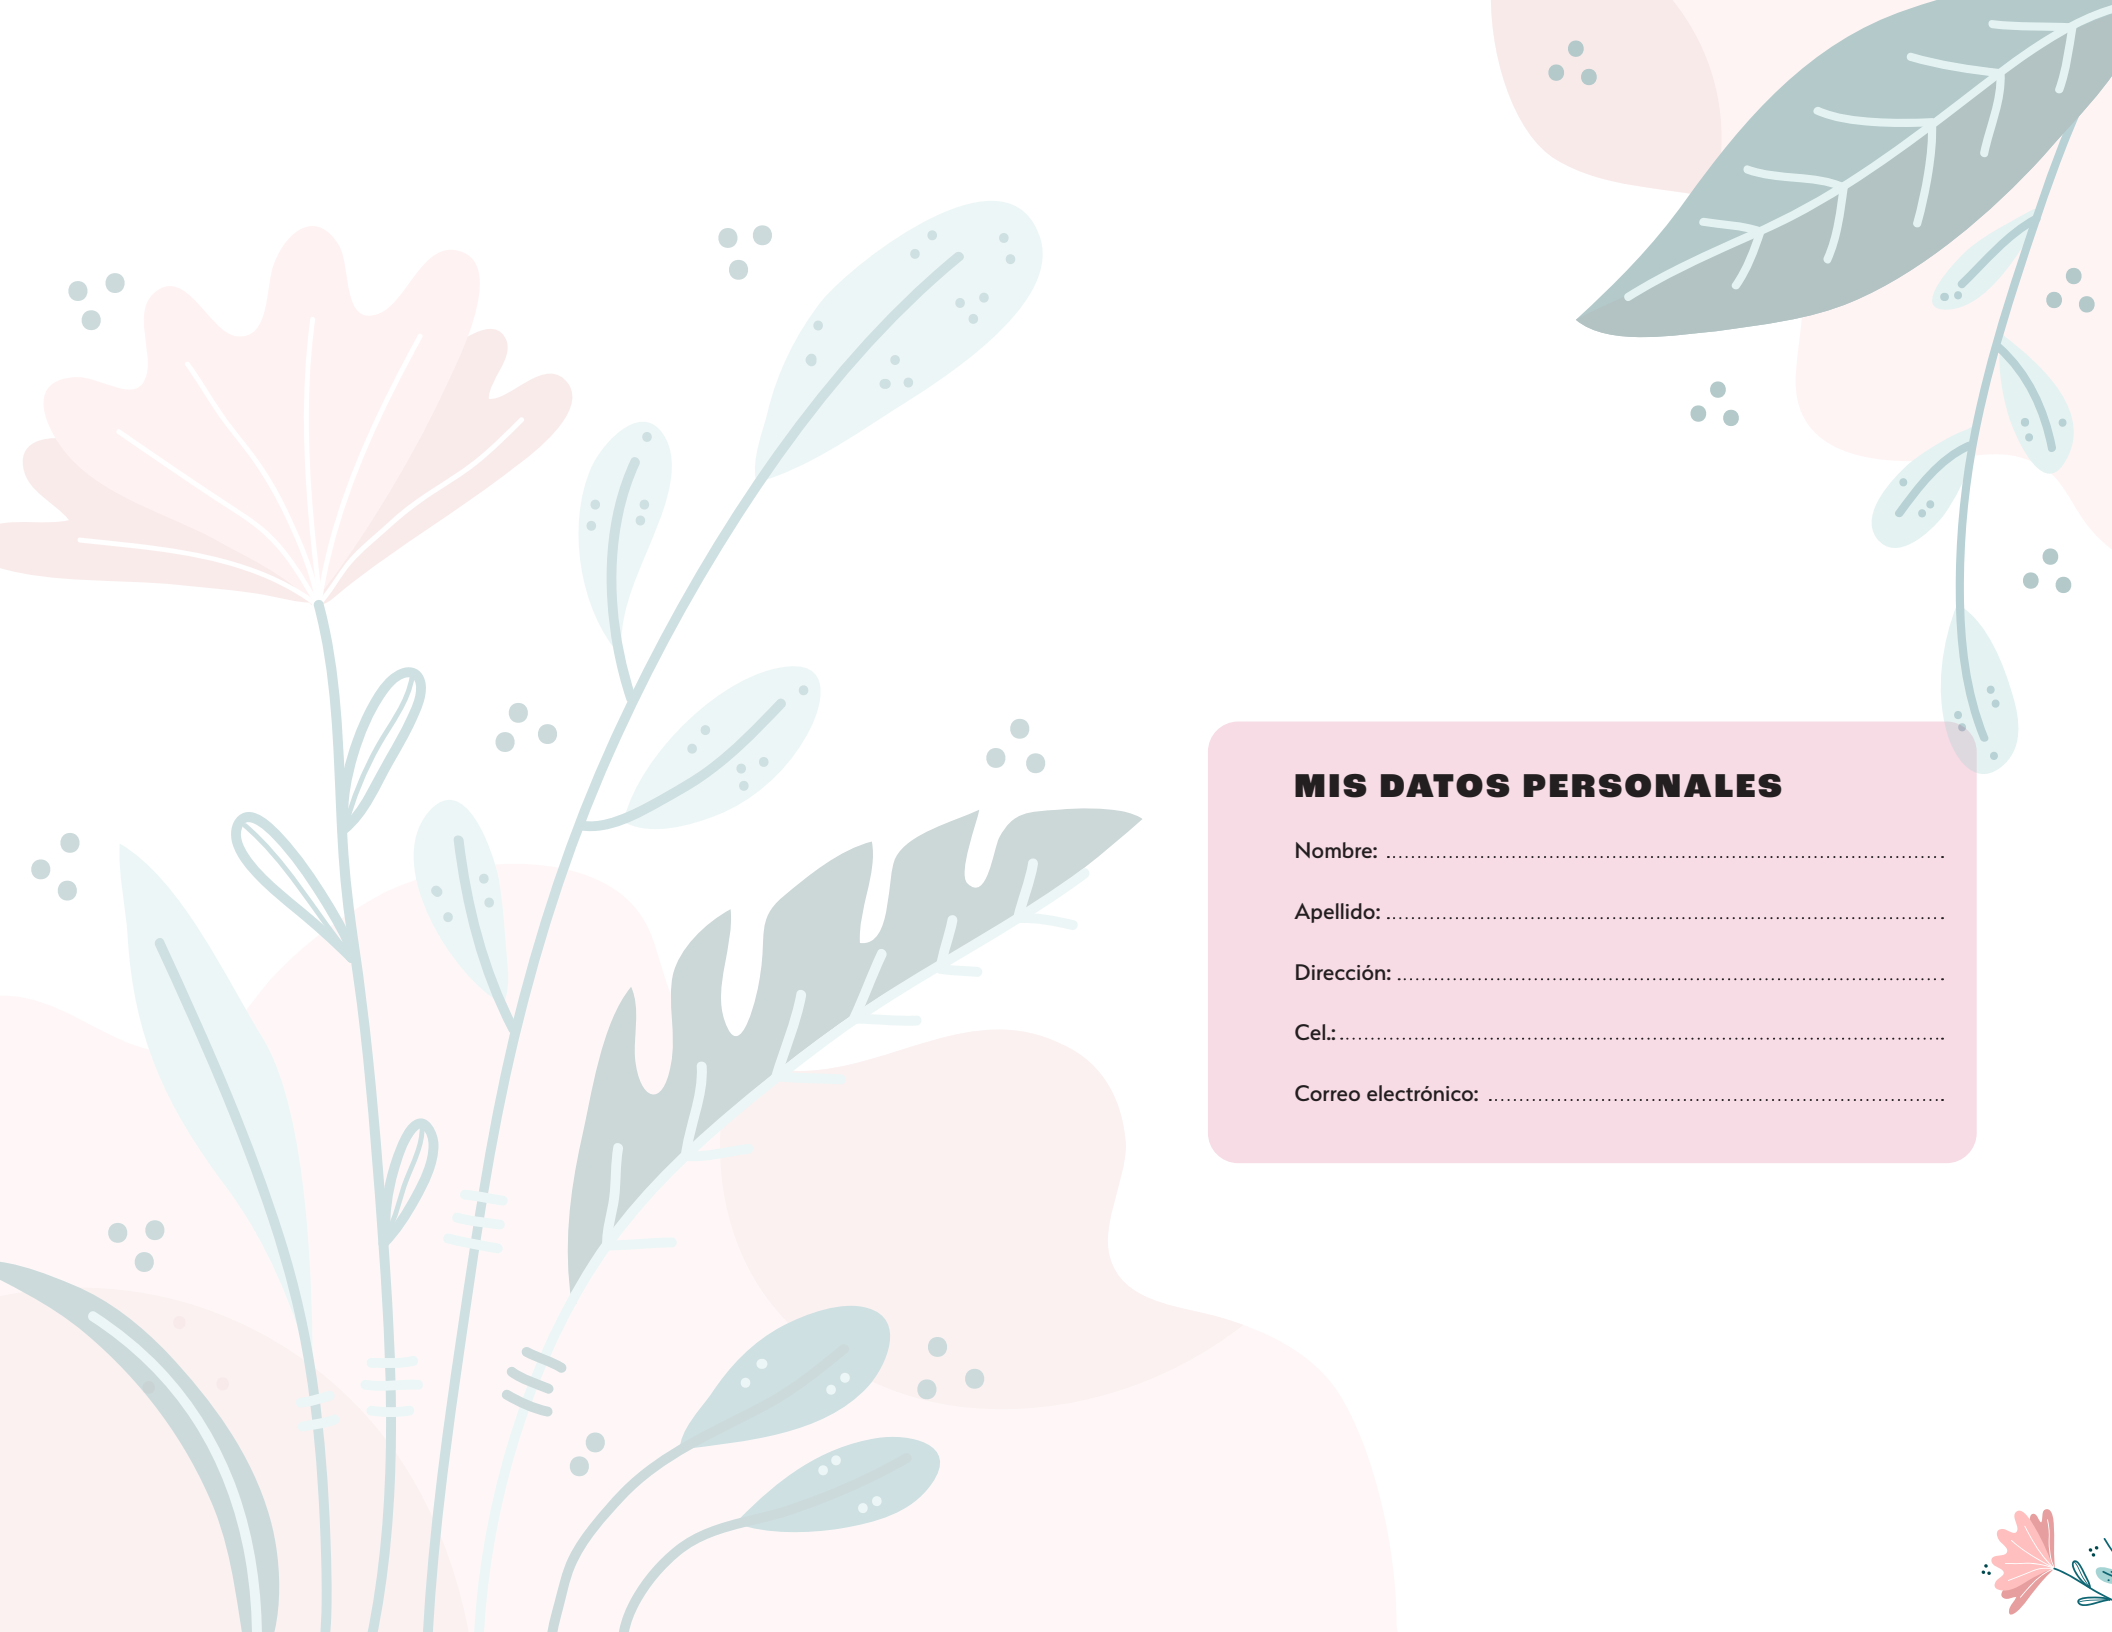 MIS DATOS PERSONALES
Nombre: ........................................................................
Apellido: ........................................................................
Dirección: ........................................................................
Cel.: ........................................................................
Correo electrónico: ........................................................................